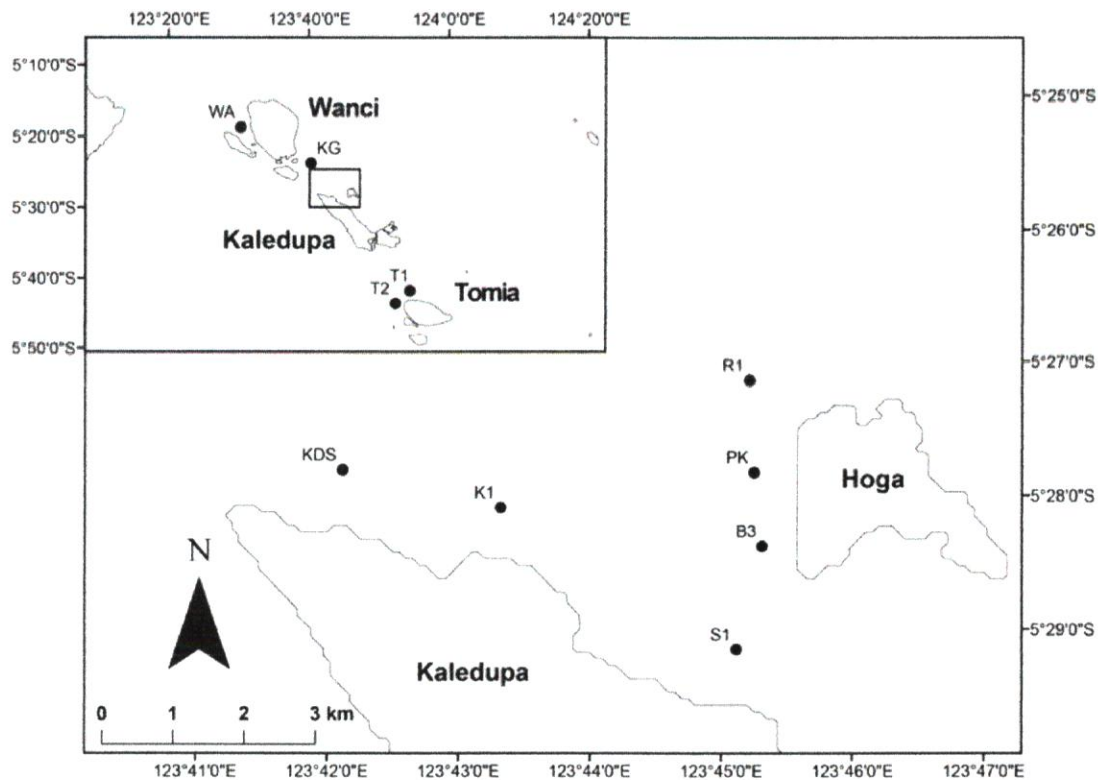 123°20'0"E 123°40'0"E 124°0'0"E 124°20'0"E
5°10'0"S
5°20'0"S
5°30'0"S
5°40'0"S
5°50'0"S
WA
Wanci
KG
Kaledupa
T1
T2
Tomia
5°25'0"S
5°26'0"S
5°27'0"S
5°28'0"S
5°29'0"S
R1
KDS
PK
Hoga
K1
B3
N
S1
Kaledupa
0 1 2 3 km
123°41'0"E 123°42'0"E 123°43'0"E 123°44'0"E 123°45'0"E 123°46'0"E 123°47'0"E